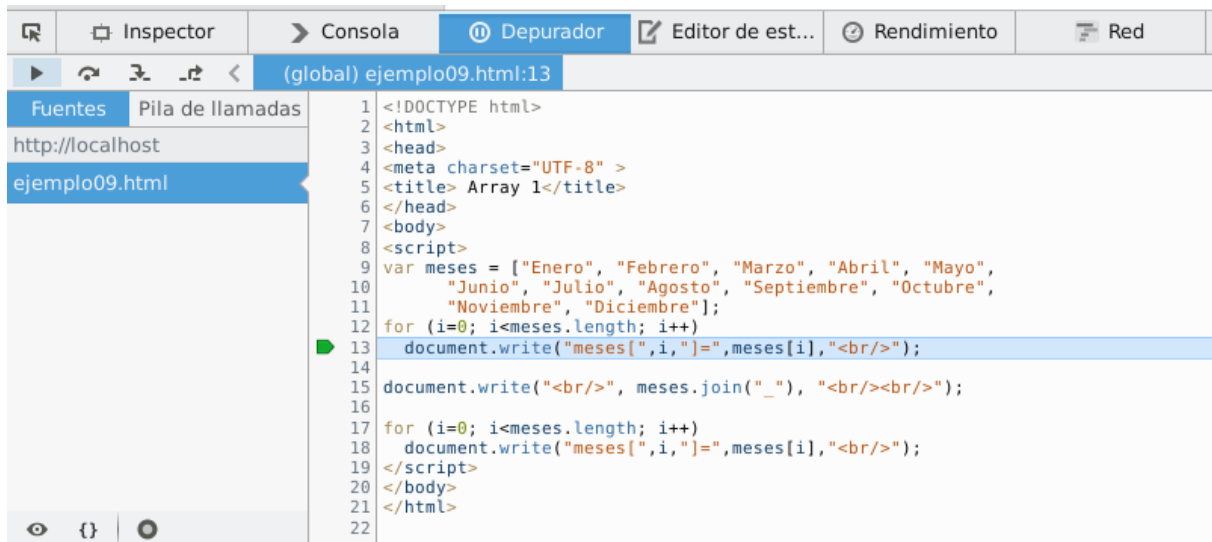 Inspector Consola Depurador Editor de est... Rendimiento Red
(global) ejemplo09.html:13
Fuentes Pila de llamadas
http://localhost
ejemplo09.html
1 <!DOCTYPE html>
2 <html>
3 <head>
4 <meta charset="UTF-8" >
5 <title> Array 1</title>
6 </head>
7 <body>
8 <script>
9 var meses = ["Enero", "Febrero", "Marzo", "Abril", "Mayo",
10 "Junio", "Julio", "Agosto", "Septiembre", "Octubre",
11 "Noviembre", "Diciembre"];
12 for (i=0; i<meses.length; i++)
13 document.write("meses[",i,"]=",meses[i],"<br/>");
14
15 document.write("<br/>", meses.join("_"), "<br/><br/>");
16
17 for (i=0; i<meses.length; i++)
18 document.write("meses[",i,"]=",meses[i],"<br/>");
19 </script>
20 </body>
21 </html>
22
{}